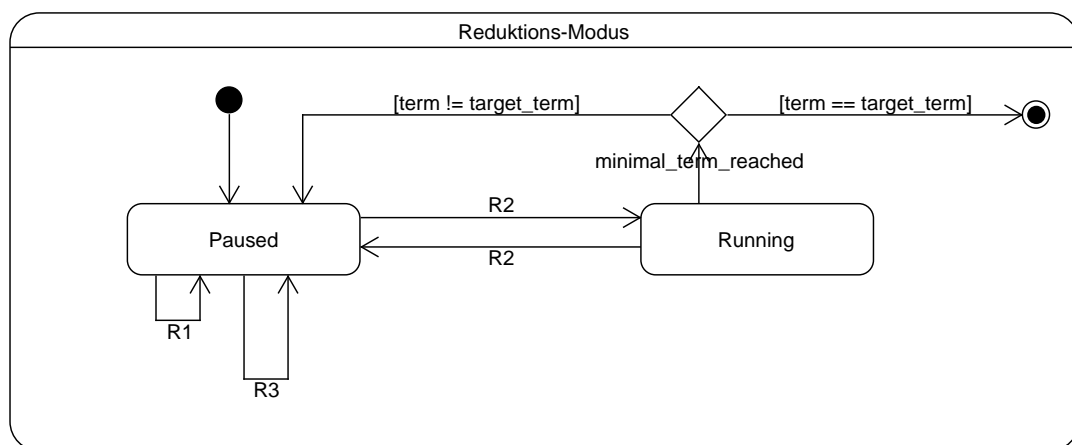 Reduktions-Modus
[term != target_term]
[term == target_term]
minimal_term_reached
R2
Paused
Running
R2
R1
R3